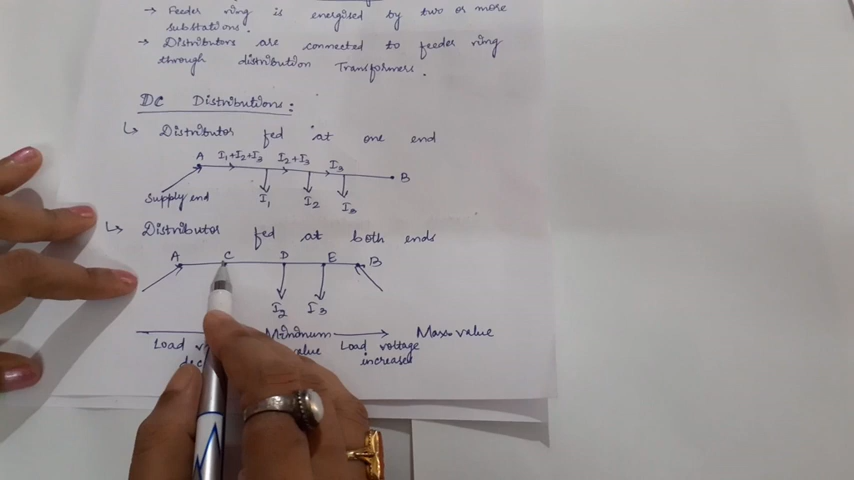 → Feeder ring is energised by two or more
substations.
→ Distributors are connected to feeder ring
through distribution Transformers.
DC Distributions:
↳ Distributor fed at one end
A I₁+I₂+I₃ I₂+I₃ I₃ B
Supply end I₁ I₂ I₃
↳ Distributor fed at both ends
A C D E B
I₂ I₃
Minimum Max. value
Load value Load voltage
increased